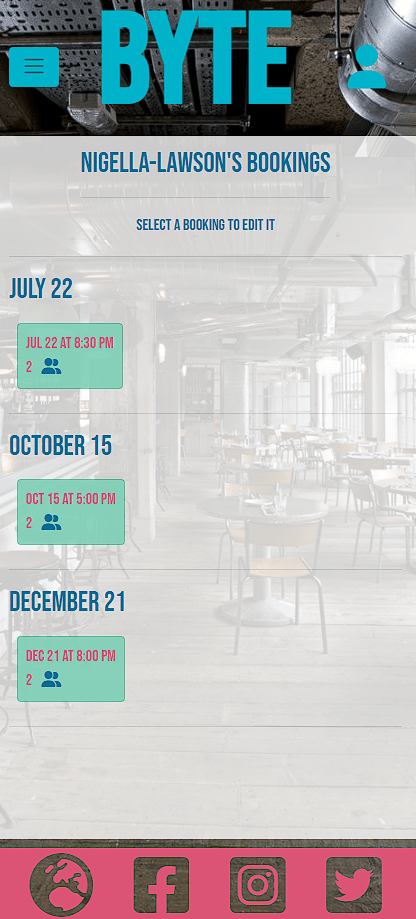 BYTE
NIGELLA-LAWSON'S BOOKINGS
SELECT A BOOKING TO EDIT IT
JULY 22
JUL 22 AT 8:30 PM
2
OCTOBER 15
OCT 15 AT 5:00 PM
2
DECEMBER 21
DEC 21 AT 8:00 PM
2